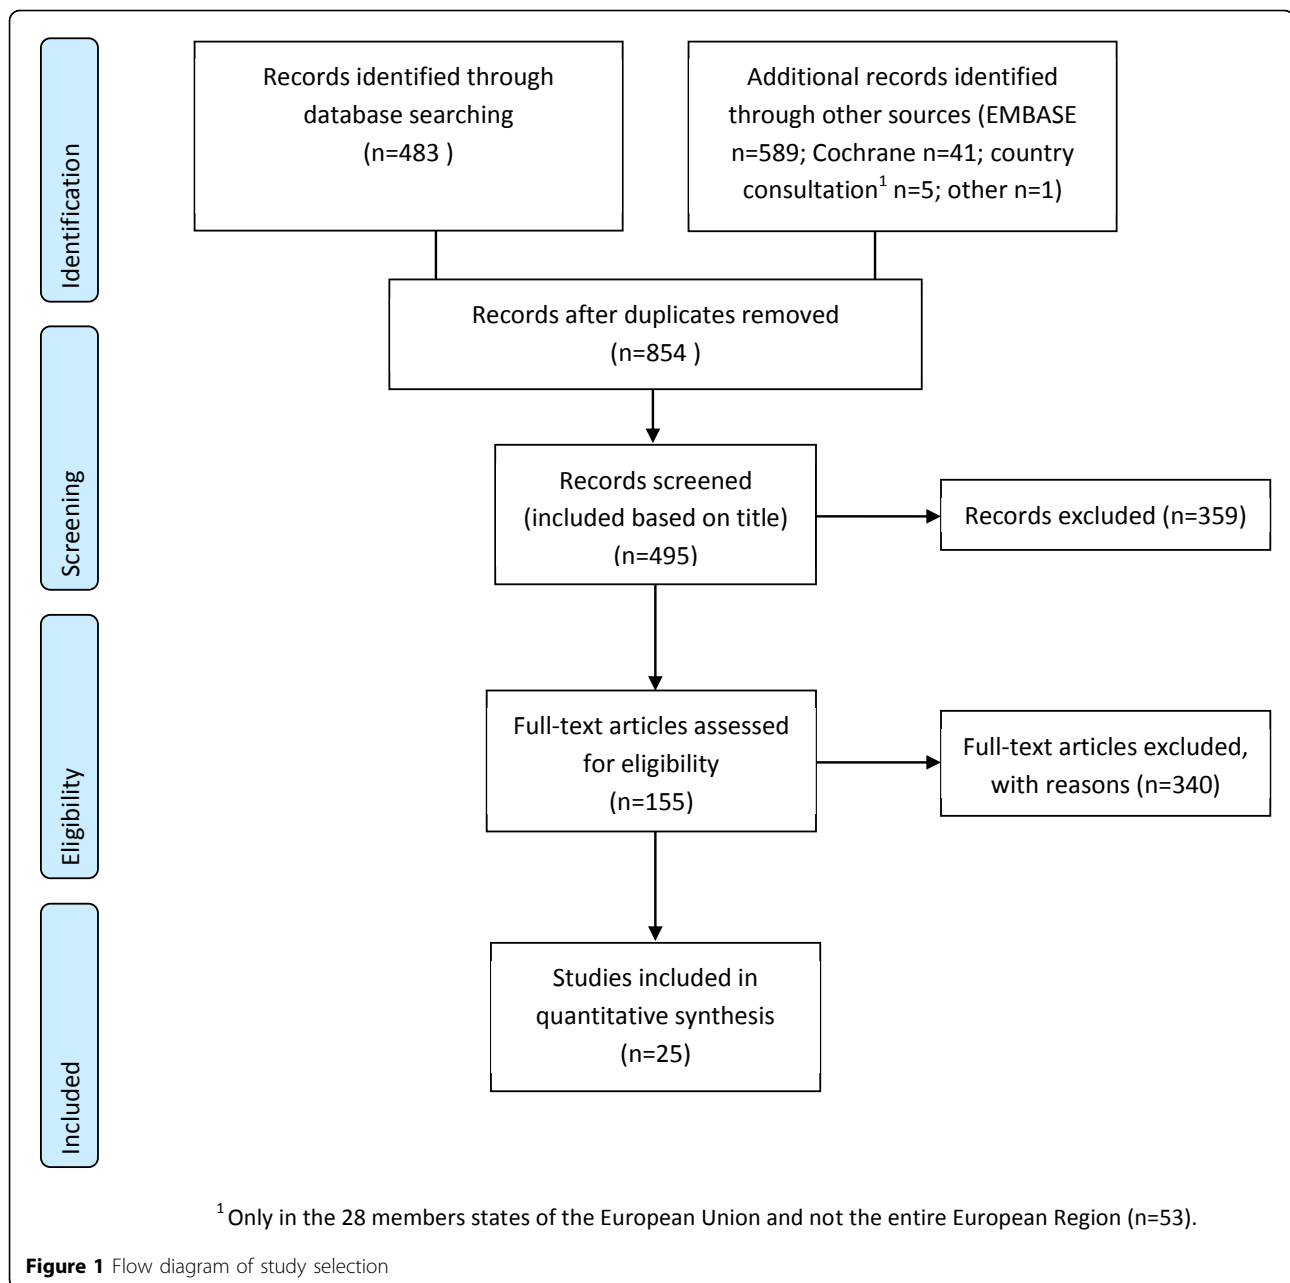 Identification
Records identified through
database searching
(n=483 )
Additional records identified
through other sources (EMBASE
n=589; Cochrane n=41; country
consultation1 n=5; other n=1)
Records after duplicates removed
(n=854 )
Screening
Records screened
(included based on title)
(n=495)
Records excluded (n=359)
Eligibility
Full-text articles assessed
for eligibility
(n=155)
Full-text articles excluded,
with reasons (n=340)
Included
Studies included in
quantitative synthesis
(n=25)
1 Only in the 28 members states of the European Union and not the entire European Region (n=53).
Figure 1 Flow diagram of study selection